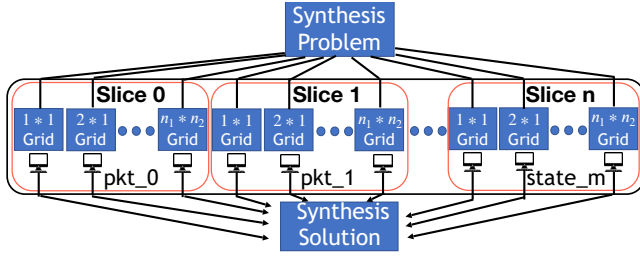 Synthesis
Problem
Slice 0
Slice 1
Slice n
1 * 1
Grid
2 * 1
Grid
n₁ * n₂
Grid
1 * 1
Grid
2 * 1
Grid
n₁ * n₂
Grid
1 * 1
Grid
2 * 1
Grid
n₁ * n₂
Grid
pkt_0
pkt_1
state_m
Synthesis
Solution